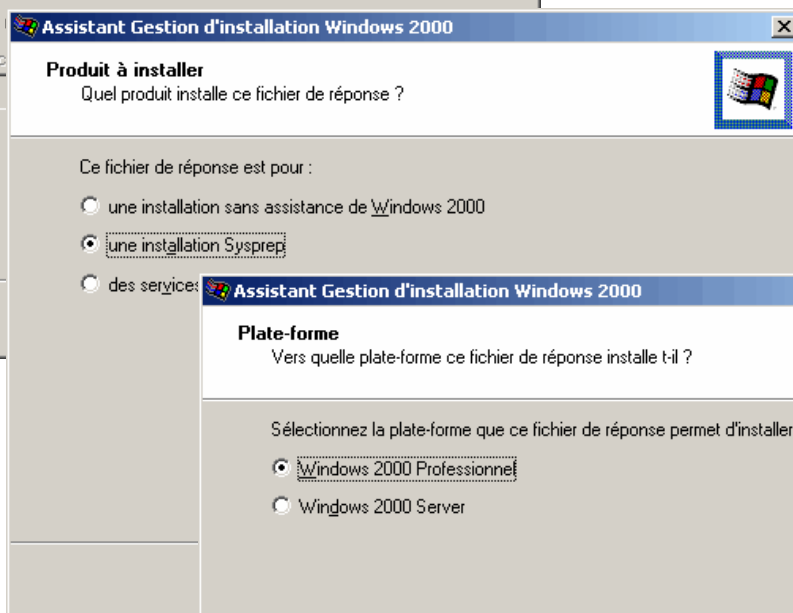 Assistant Gestion d'installation Windows 2000
Produit à installer
Quel produit installe ce fichier de réponse ?
Ce fichier de réponse est pour :
une installation sans assistance de Windows 2000
une installation Sysprep
des services
Assistant Gestion d'installation Windows 2000
Plate-forme
Vers quelle plate-forme ce fichier de réponse installe t-il ?
Sélectionnez la plate-forme que ce fichier de réponse permet d'installer
Windows 2000 Professionnel
Windows 2000 Server